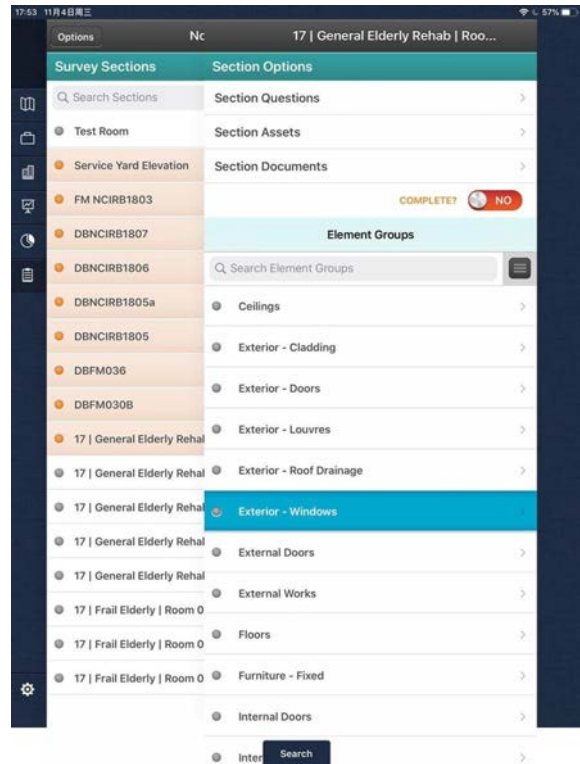 17:53 11月4日周三
57%
Options
Nc
17 | General Elderly Rehab | Roo...
Survey Sections
Section Options
Search Sections
Section Questions
Test Room
Section Assets
Service Yard Elevation
Section Documents
FM NCIRB1803
COMPLETE?
NO
DBNCIRB1807
Element Groups
DBNCIRB1806
Search Element Groups
DBNCIRB1805a
Ceilings
DBNCIRB1805
Exterior - Cladding
DBFM036
Exterior - Doors
DBFM030B
17 | General Elderly Rehal
Exterior - Louvres
17 | General Elderly Rehal
Exterior - Roof Drainage
17 | General Elderly Rehal
Exterior - Windows
17 | General Elderly Rehal
External Doors
17 | General Elderly Rehal
External Works
17 | Frail Elderly | Room 0
Floors
17 | Frail Elderly | Room 0
17 | Frail Elderly | Room 0
Furniture - Fixed
Internal Doors
Inter
Search